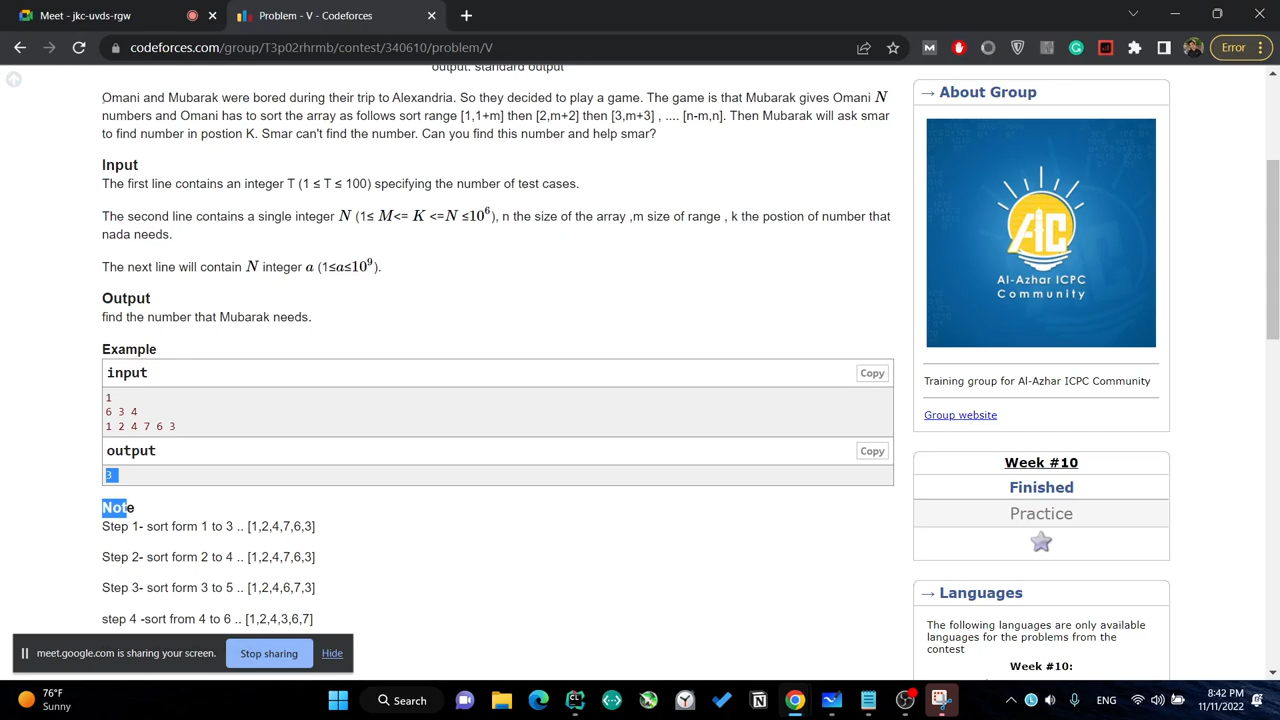 Meet - jkc-uvds-rgw
Problem - V - Codeforces
codeforces.com/group/T3p02rhrmb/contest/340610/problem/V
Error
output: standard output
Omani and Mubarak were bored during their trip to Alexandria. So they decided to play a game. The game is that Mubarak gives Omani N
numbers and Omani has to sort the array as follows sort range [1,1+m] then [2,m+2] then [3,m+3] , .... [n-m,n]. Then Mubarak will ask smar
to find number in postion K. Smar can't find the number. Can you find this number and help smar?
Input
The first line contains an integer T (1 ≤ T ≤ 100) specifying the number of test cases.
The second line contains a single integer N (1≤ M<= K <=N ≤10^6), n the size of the array ,m size of range , k the postion of number that
nada needs.
The next line will contain N integer a (1≤a≤10^9).
Output
find the number that Mubarak needs.
Example
input
Copy
1
6 3 4
1 2 4 7 6 3
output
Copy
3
Note
Step 1- sort form 1 to 3 .. [1,2,4,7,6,3]
Step 2- sort form 2 to 4 .. [1,2,4,7,6,3]
Step 3- sort form 3 to 5 .. [1,2,4,6,7,3]
step 4 -sort from 4 to 6 .. [1,2,4,3,6,7]
→ About Group
AIC
Al-Azhar ICPC
Community
Training group for Al-Azhar ICPC Community
Group website
Week #10
Finished
Practice
→ Languages
The following languages are only available
languages for the problems from the
contest
Week #10:
meet.google.com is sharing your screen.
Stop sharing
Hide
76°F
Sunny
Search
ENG
8:42 PM
11/11/2022